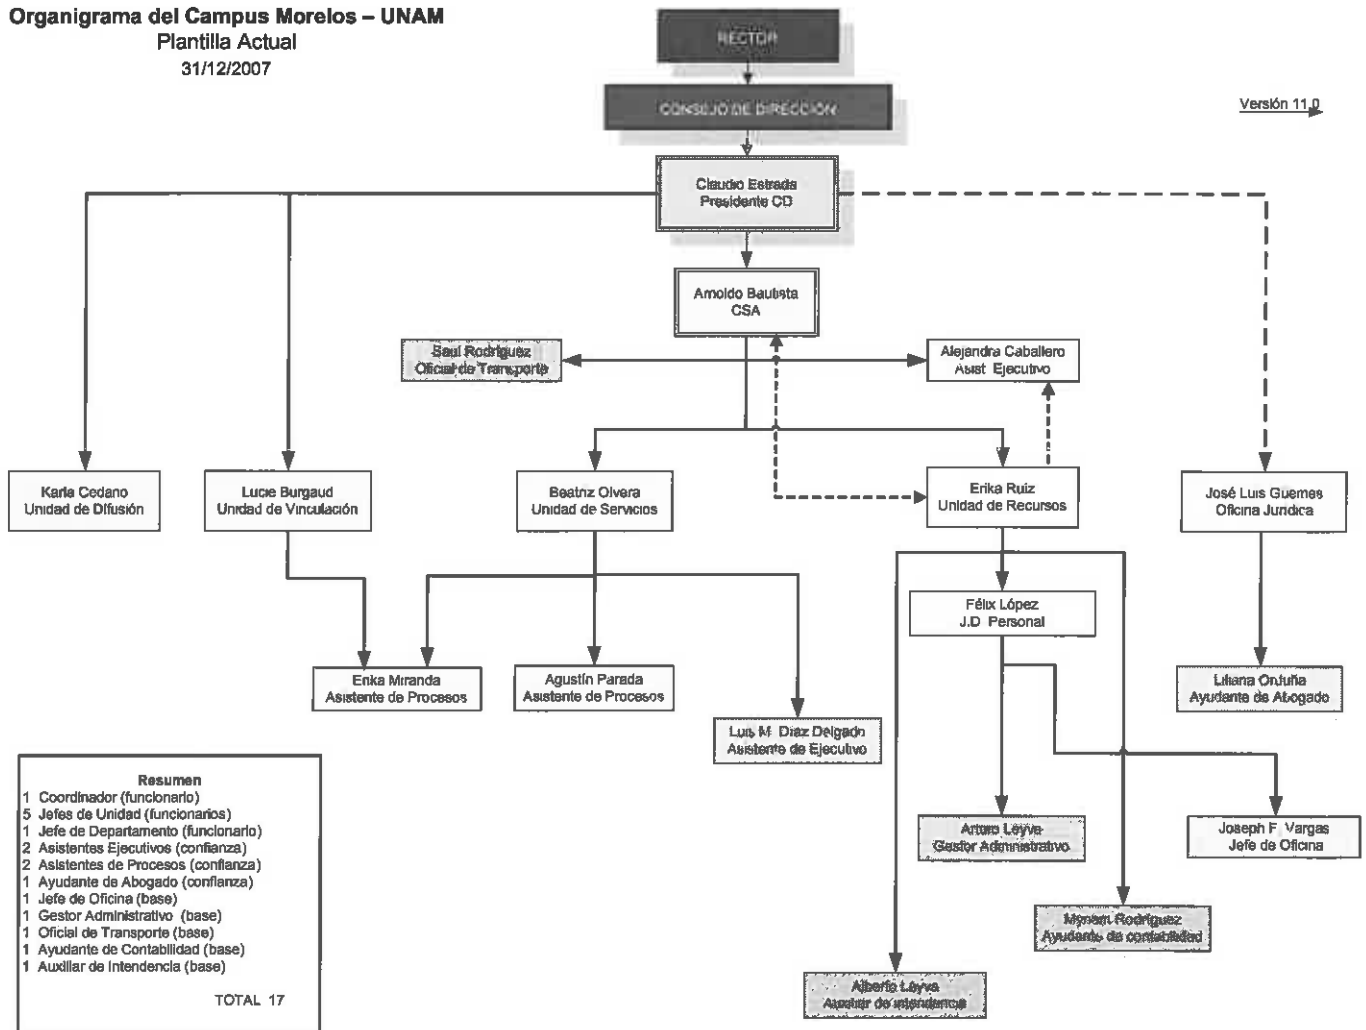 Organigrama del Campus Morelos – UNAM
Plantilla Actual
31/12/2007
RECTOR
CONSEJO DE DIRECCIÓN
Versión 11.0
Claudio Estrada
Presidente CD
Arnoldo Bautista
CSA
Saul Rodríguez
Oficial de Transporte
Alejandra Caballero
Asist Ejecutivo
Karla Cedano
Unidad de Difusión
Lucie Burgaud
Unidad de Vinculación
Beatriz Olvera
Unidad de Servicios
Erika Ruiz
Unidad de Recursos
José Luis Guemes
Oficina Juridica
Félix López
J.D Personal
Erika Miranda
Asistente de Procesos
Agustín Parada
Asistente de Procesos
Liliana Orduña
Ayudante de Abogado
Luis M Díaz Delgado
Asistente de Ejecutivo
Arturo Leyva
Gestor Administrativo
Joseph F. Vargas
Jefe de Oficina
Myriam Rodríguez
Ayudante de contabilidad
Alberto Leyva
Auxiliar de intendencia
Resumen
1 Coordinador (funcionario)
5 Jefes de Unidad (funcionarios)
1 Jefe de Departamento (funcionario)
2 Asistentes Ejecutivos (confianza)
2 Asistentes de Procesos (confianza)
1 Ayudante de Abogado (confianza)
1 Jefe de Oficina (base)
1 Gestor Administrativo (base)
1 Oficial de Transporte (base)
1 Ayudante de Contabilidad (base)
1 Auxiliar de Intendencia (base)
TOTAL 17